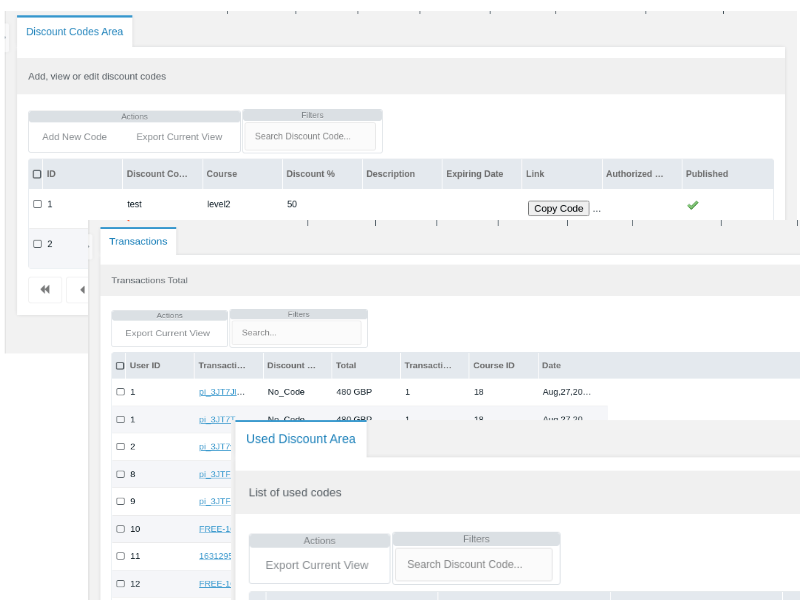 Discount Codes Area
Add, view or edit discount codes
Actions Filters
Add New Code Export Current View Search Discount Code...
ID Discount Co... Course Discount % Description Expiring Date Link Authorized ... Published
1 test level2 50 Copy Code ...
2
Transactions
Transactions Total
Actions Filters
Export Current View Search...
User ID Transacti... Discount ... Total Transacti... Course ID Date
1 pi_3JT7J... No_Code 480 GBP 1 18 Aug,27,20...
1 pi_3JT7 No_Code 480 GBP 1 18 Aug,27,20
2 pi_3JT7
8 pi_3JTF
9 pi_3JTF
10 FREE-1
11 163129
12 FREE-1
Used Discount Area
List of used codes
Actions Filters
Export Current View Search Discount Code...